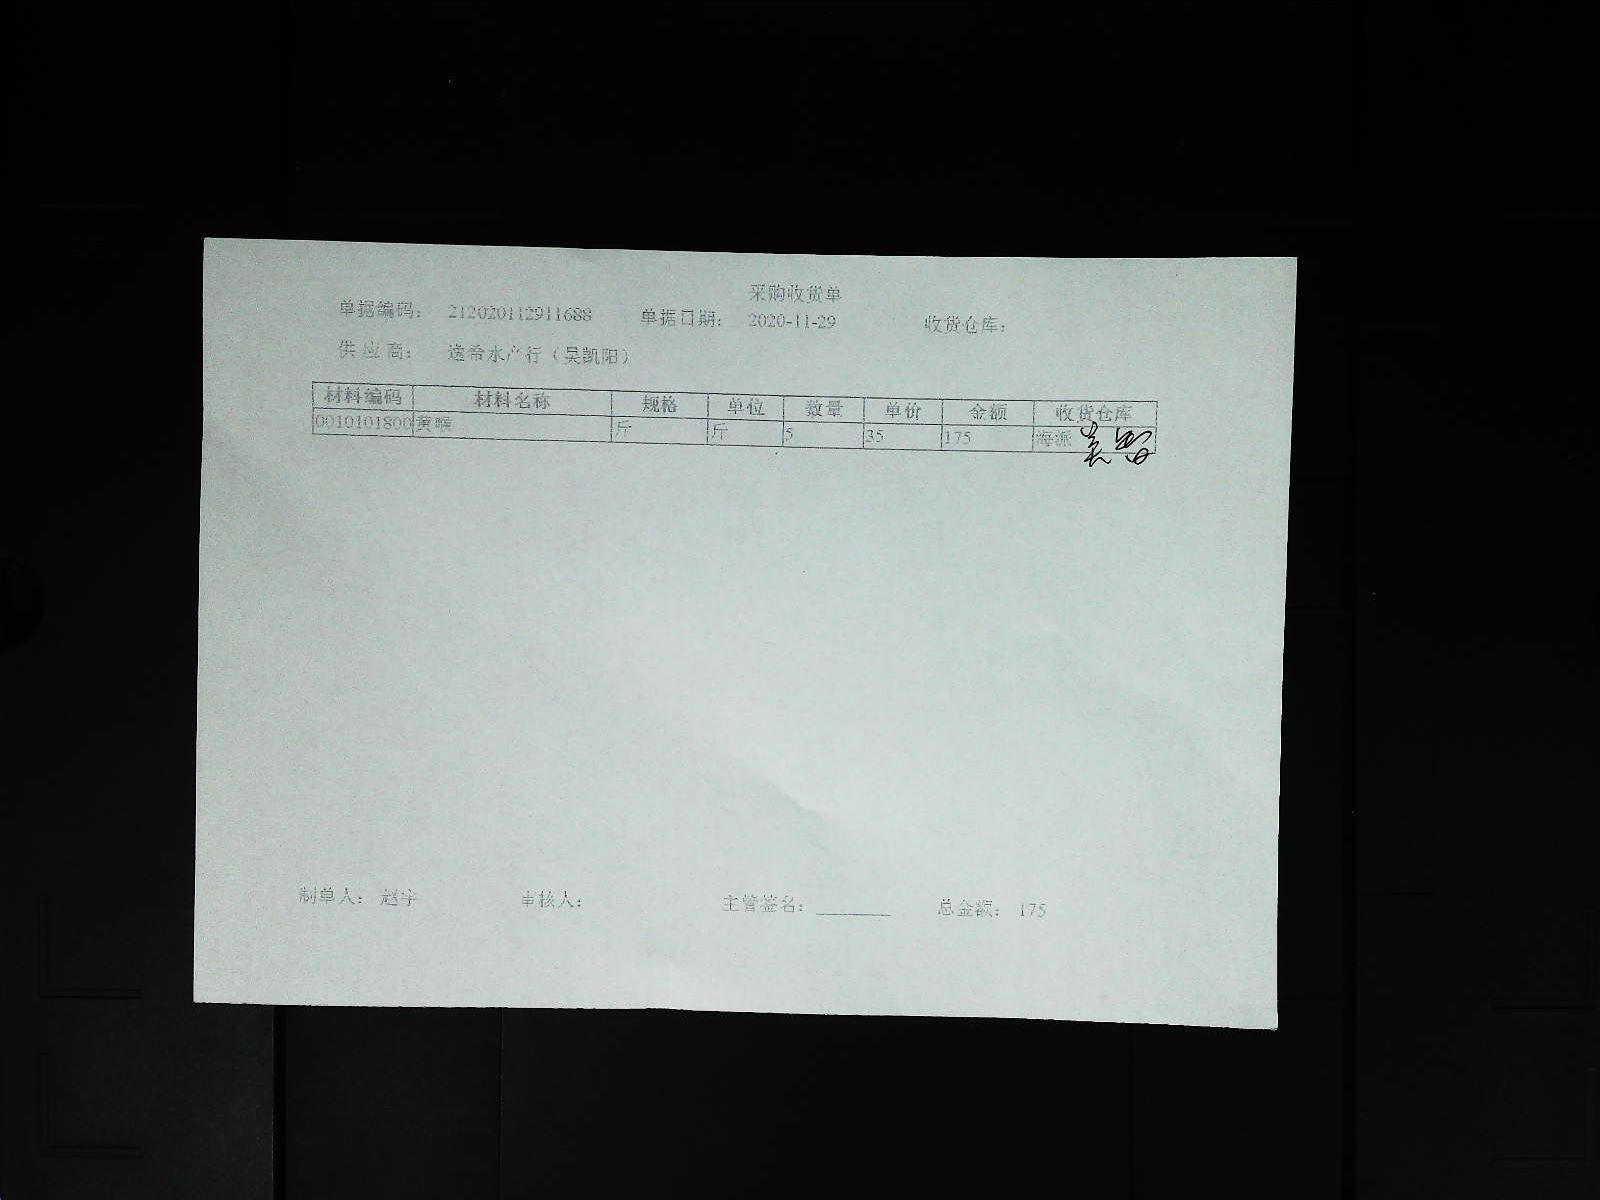 采购收货单
单据编码： 212020112911688 单据日期： 2020-11-29 收货仓库：
供应商： 逸希水产行（吴凯阳）
材料编码 材料名称 规格 单位 数量 单价 金额 收货仓库
0010101800 黄喉 斤 斤 5 35 175 海派
制单人： 赵宇 审核人： 主管签名： 总金额： 175